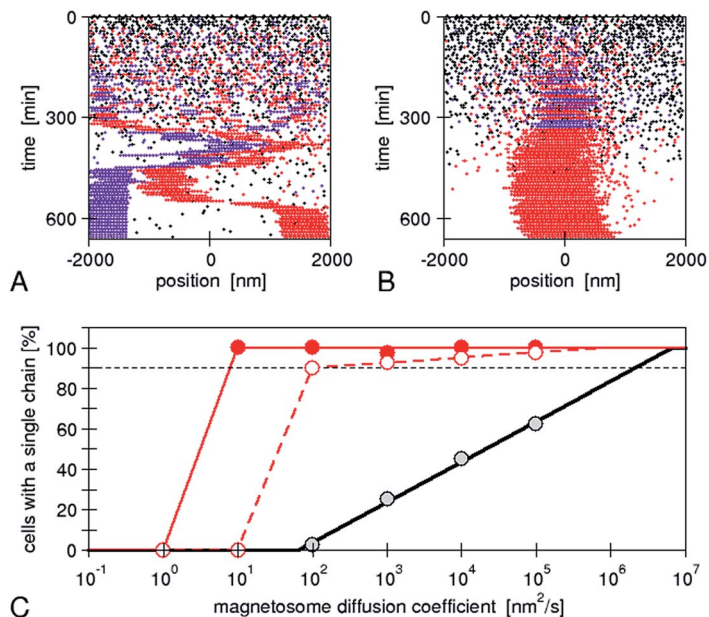 0
300
600
time [min]
-2000
0
2000
position [nm]
A
0
300
600
time [min]
-2000
0
2000
position [nm]
B
cells with a single chain [%]
100
80
60
40
20
0
10⁻¹ 10⁰ 10¹ 10² 10³ 10⁴ 10⁵ 10⁶ 10⁷
magnetosome diffusion coefficient [nm²/s]
C